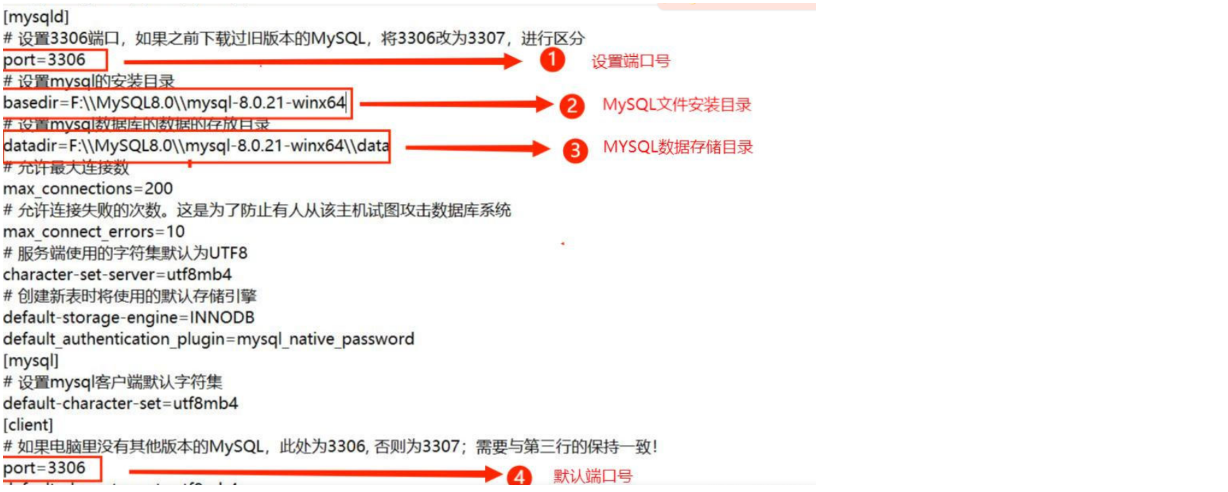 [mysqld]
# 设置3306端口，如果之前下载过旧版本的MySQL，将3306改为3307，进行区分
port=3306 1 设置端口号
# 设置mysql的安装目录
basedir=F:\\MySQL8.0\\mysql-8.0.21-winx64 2 MySQL文件安装目录
# 设置mysql数据库的数据的存放目录
datadir=F:\\MySQL8.0\\mysql-8.0.21-winx64\\data 3 MYSQL数据存储目录
# 允许最大连接数
max_connections=200
# 允许连接失败的次数。这是为了防止有人从该主机试图攻击数据库系统
max_connect_errors=10
# 服务端使用的字符集默认为UTF8
character-set-server=utf8mb4
# 创建新表时将使用的默认存储引擎
default-storage-engine=INNODB
default_authentication_plugin=mysql_native_password
[mysql]
# 设置mysql客户端默认字符集
default-character-set=utf8mb4
[client]
# 如果电脑里没有其他版本的MySQL，此处为3306, 否则为3307；需要与第三行的保持一致！
port=3306 4 默认端口号